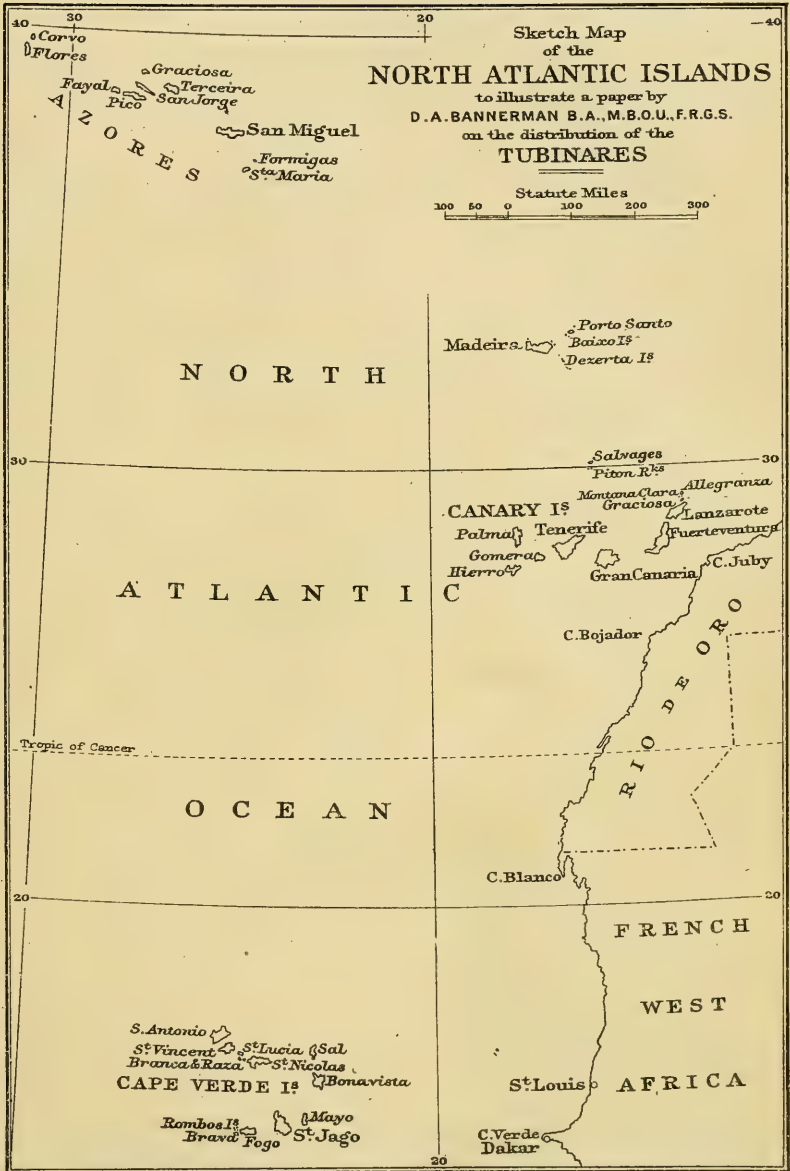 40
30
20
40
Sketch Map
of the
NORTH ATLANTIC ISLANDS
to illustrate a paper by
D.A. BANNERMAN B.A., M.B.O.U., F.R.G.S.
on the distribution of the
TUBINARES
Statute Miles
100 50 0 100 200 300
Corvo
Flores
Graciosa
Fayal
Terceira
Pico
San Jorge
AZORES
San Miguel
Formigas
Sta Maria
Porto Santo
Madeira
Baixo Is
Dezerta Is
NORTH
30
Salvages
30
Piton Rks
Allegranza
Montana Clara
Graciosa
CANARY Is
Lanzarote
Palma
Tenerife
Fuerteventura
Gomera
Hierro
Gran Canaria
C. Juby
ATLANTIC
C. Bojador
RIO DE ORO
Tropic of Cancer
OCEAN
C. Blanco
20
20
FRENCH
WEST
AFRICA
S. Antonio
St Vincent
St Lucia
Sal
Branca & Raza
St Nicolas
CAPE VERDE Is
Bonavista
St Louis
Rombos Is
Mayo
Brava
Fogo
St Jago
C. Verde
Dakar
20